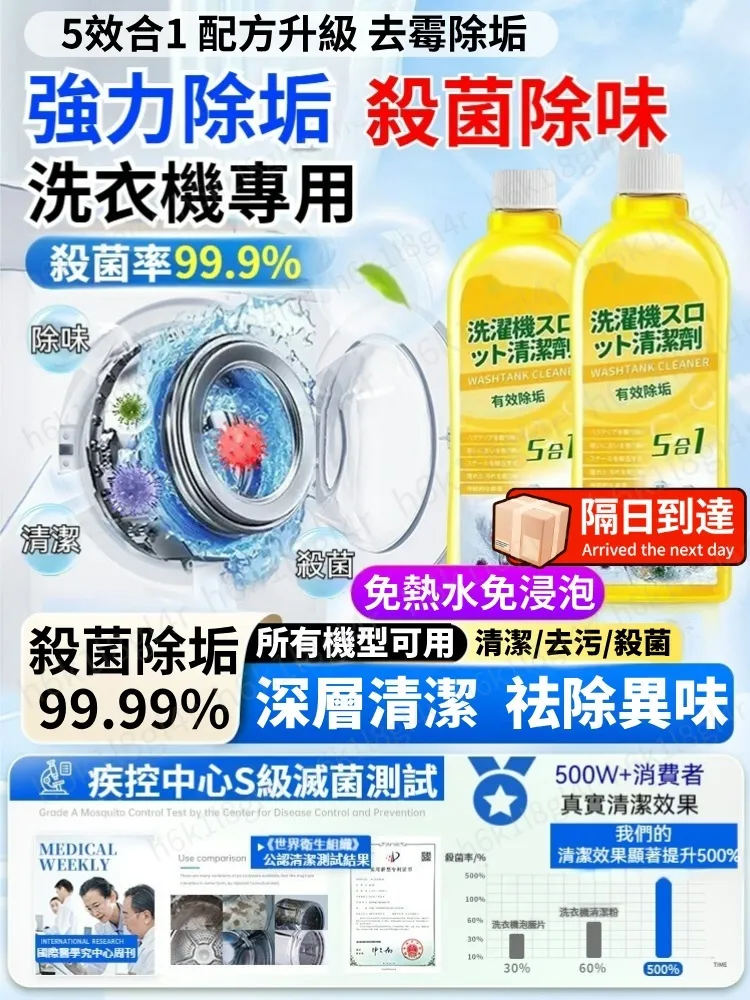 5效合1 配方升級 去霉除垢
強力除垢 殺菌除味
洗衣機專用
殺菌率99.9%
除味
清潔
殺菌
洗濯機スロ
ット清潔劑
WASHTANK CLEANE
有效除垢
5合1
洗濯機スロ
ット清潔劑
WASHTANK CLEANER
有效除垢
5合1
隔日到達
Arrived the next day
免熱水免浸泡
殺菌除垢
99.99%
所有機型可用
清潔/去污/殺菌
深層清潔 祛除異味
疾控中心S級滅菌測試
Grade A Mosquito Control Test by the Center for Disease Control and Prevention
MEDICAL
WEEKLY
INTERNATIONAL RESEARCH
國際醫學究中心周刊
Use comparison
《世界衛生組織》
公認清潔測試結果
500W+消費者
真實清潔效果
我們的
清潔效果顯著提升500%
殺菌率/%
500%
100%
60%
30%
10%
洗衣機泡騰片
洗衣機清潔粉
30%
60%
500%
TIME